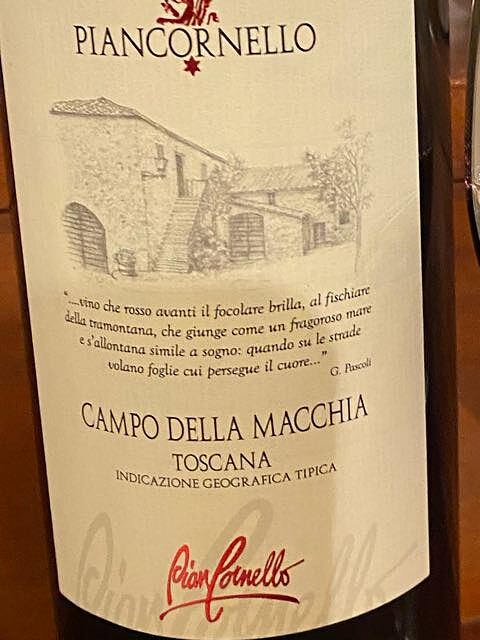 PIANCORNELLO
"....vino che rosso avanti il focolare brilla, al fischiare
della tramontana, che giunge come un fragoroso mare
e s'allontana simile a sogno: quando su le strade
volano foglie cui persegue il cuore..."
G. Pascoli
CAMPO DELLA MACCHIA
TOSCANA
INDICAZIONE GEOGRAFICA TIPICA
PianCornello
PianCornello